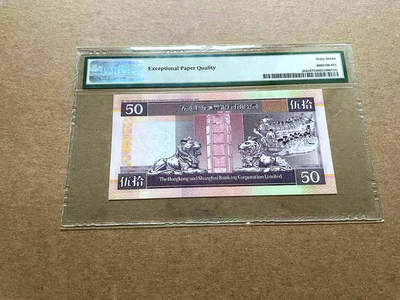 Exceptional Paper Quality
Sixty Seven
50
香港上海滙豐銀行有限公司
伍拾
伍拾
The Hongkong and Shanghai Banking Corporation Limited
50